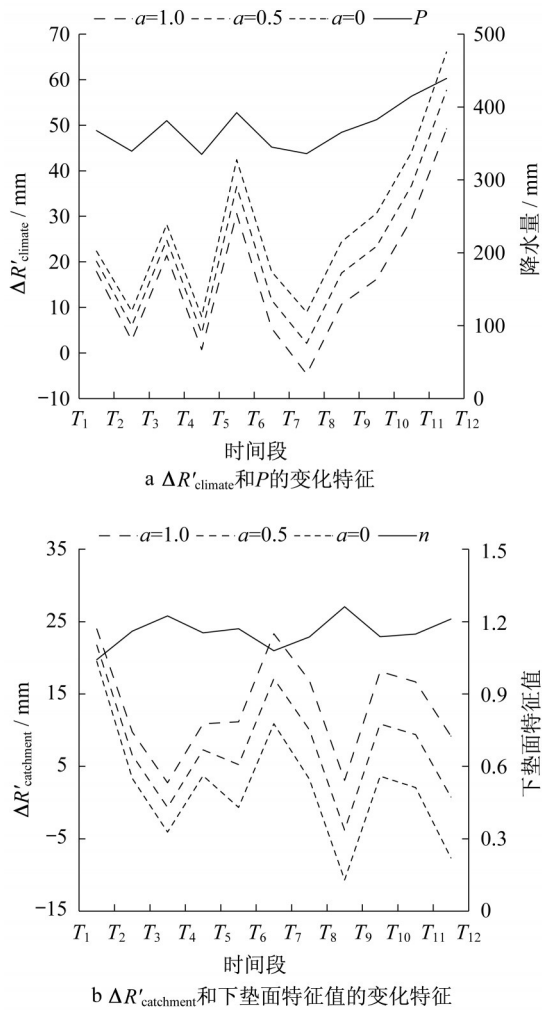 a=1.0 a=0.5 a=0 P
70 500
60
400
50
40
300
30
200
20
10
100
0
−10 0
T1 T2 T3 T4 T5 T6 T7 T8 T9 T10 T11 T12
ΔR′climate / mm
降水量 / mm
时间段
a ΔR′climate和P的变化特征
a=1.0 a=0.5 a=0 n
35 1.5
25 1.2
15 0.9
5 0.6
−5 0.3
−15 0
T1 T2 T3 T4 T5 T6 T7 T8 T9 T10 T11 T12
ΔR′catchment / mm
下垫面特征值
时间段
b ΔR′catchment和下垫面特征值的变化特征